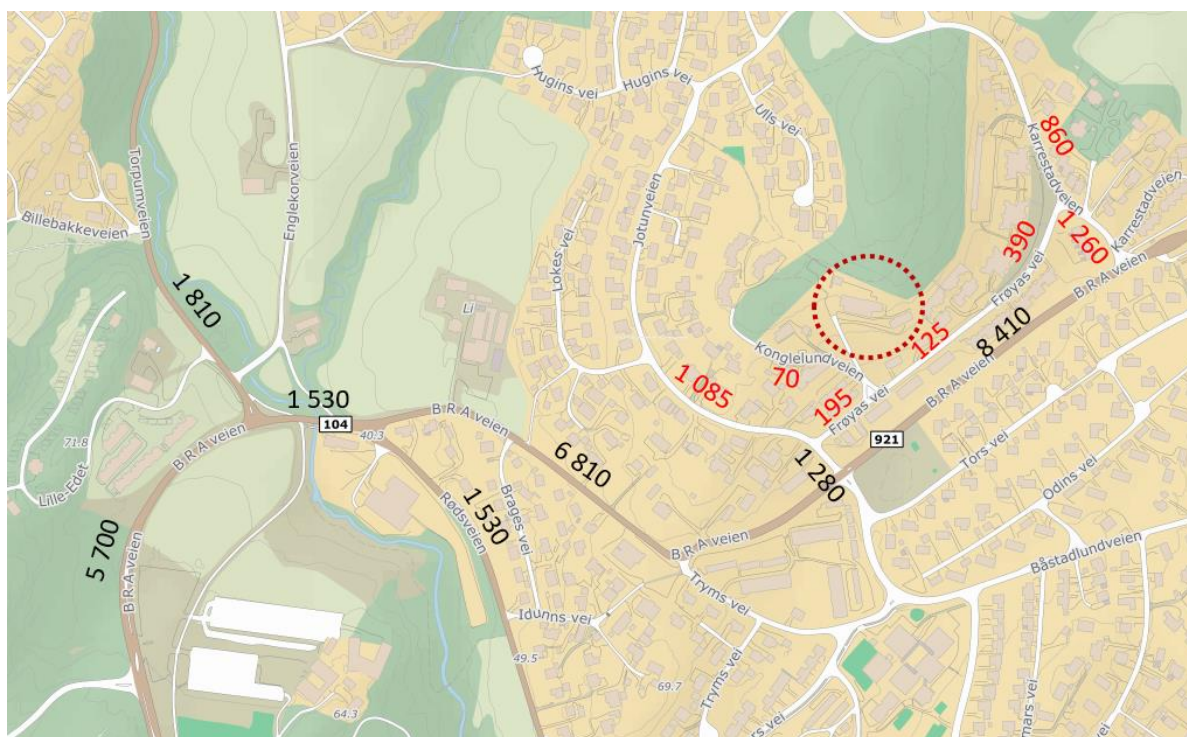 Hugins vei
Hugins vei
Ulls vei
Torpumveien
Englekorveien
Billebakkeveien
Lokes vei
Jotunveien
860
Karrestadveien
Karrestadveien
390
1 260
Frøyas vei
B R A veien
1 810
Li
Konglelundveien
125
8 410
B R A veien
70
1 085
195
Frøyas vei
1 530
104
40.3
B R A veien
B R A veien
71.8
Lille-Edet
6 810
1 280
921
Tors vei
Odins vei
5 700
B R A veien
1 530
Rødsveien
Brages vei
B R A veien
Tryms vei
Båstadlundveien
Idunns vei
49.5
69.7
Tryms vei
64.3